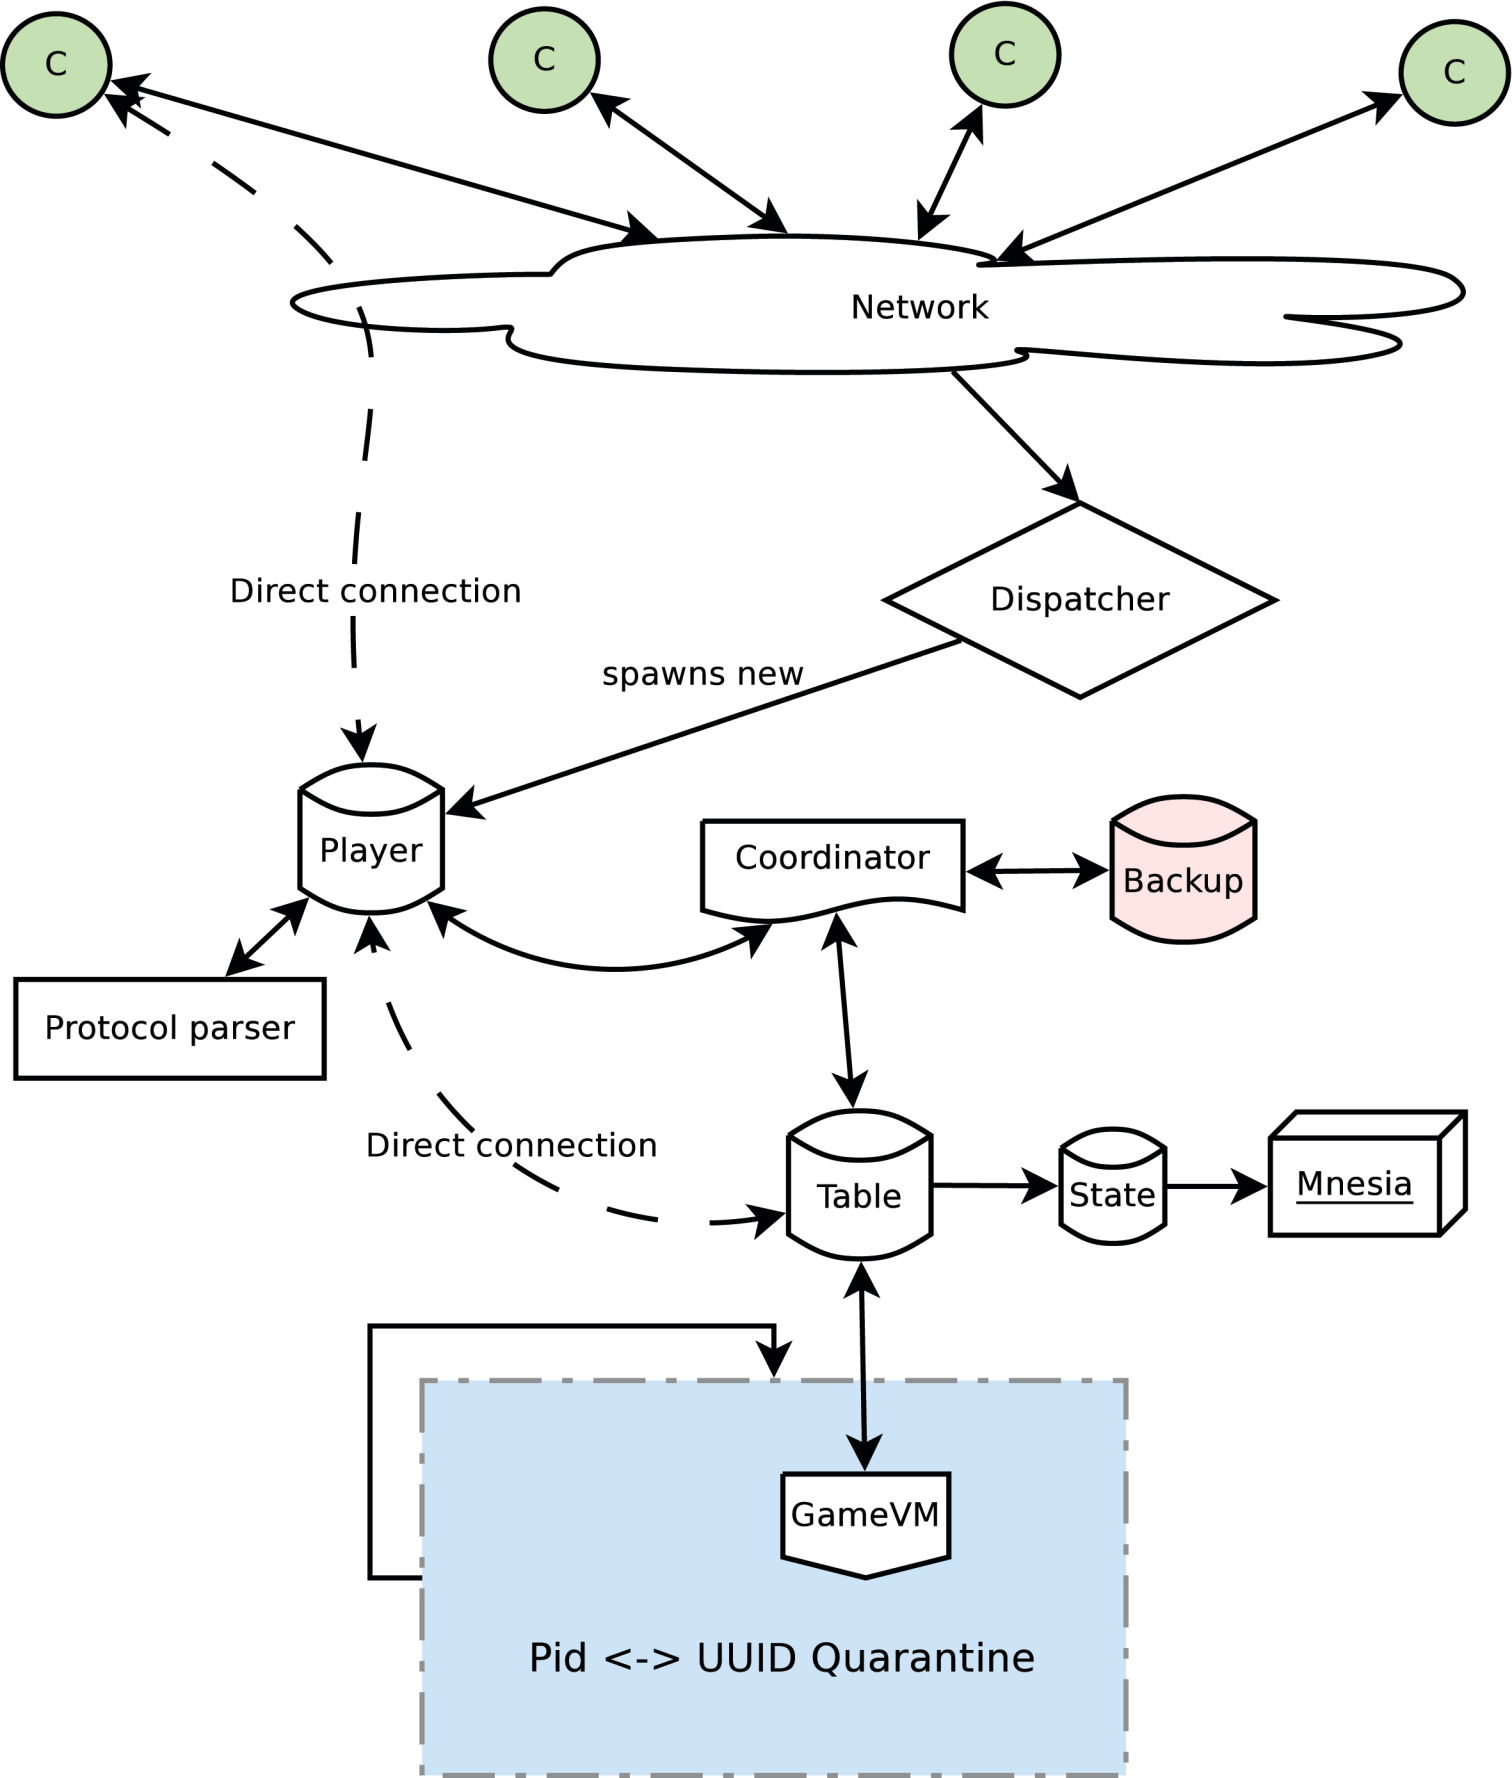 C
C
C
C
Network
Direct connection
Dispatcher
spawns new
Player
Coordinator
Backup
Protocol parser
Direct connection
Table
State
Mnesia
GameVM
Pid <-> UUID Quarantine